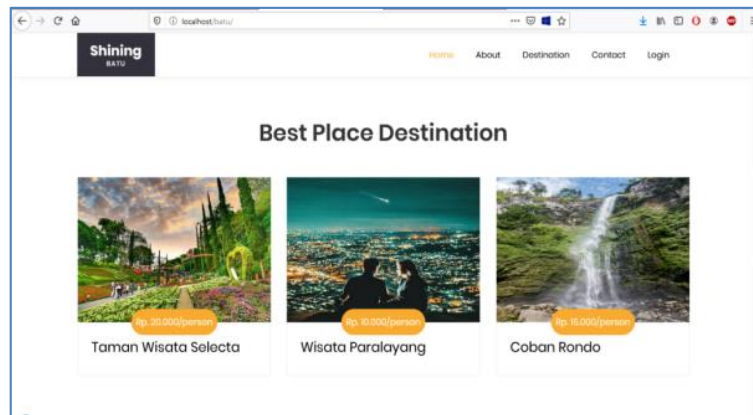 localhost/batu/
Shining
BATU
Home
About
Destination
Contact
Login
Best Place Destination
Rp. 20.000/person
Rp. 10.000/person
Rp. 15.000/person
Taman Wisata Selecta
Wisata Paralayang
Coban Rondo